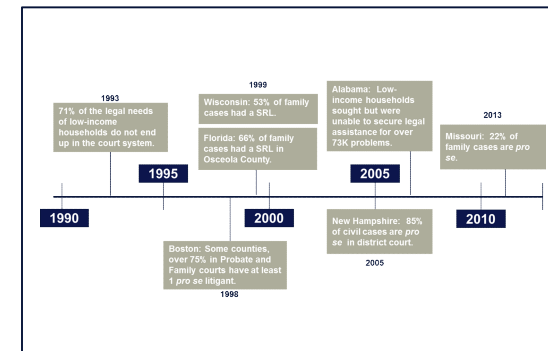 1993
71% of the legal needs
of low-income
households do not end
up in the court system.
1999
Wisconsin: 53% of family
cases had a SRL.
Florida: 66% of family
cases had a SRL in
Osceola County.
Alabama: Low-
income households
sought but were
unable to secure legal
assistance for over
73K problems.
2013
Missouri: 22% of
family cases are pro
se.
1995
2005
1990
2000
2010
Boston: Some counties,
over 75% in Probate and
Family courts have at least
1 pro se litigant.
1998
New Hampshire: 85%
of civil cases are pro
se in district court.
2005